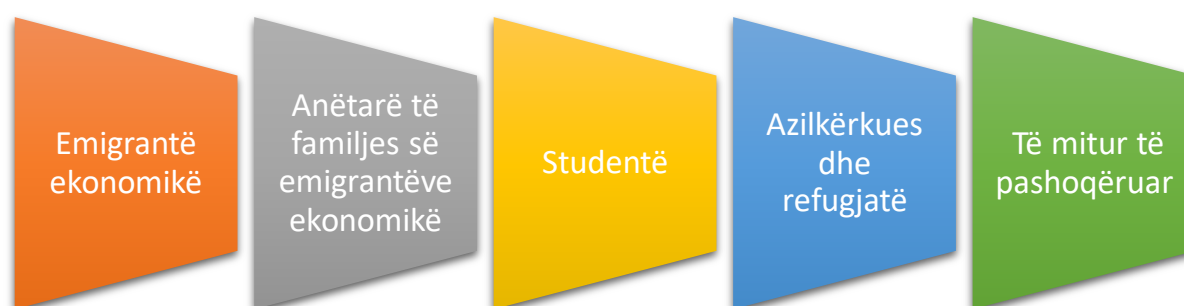 Emigrantë
ekonomikë
Anëtarë të
familjes së
emigrantëve
ekonomikë
Studentë
Azilkërkues
dhe
refugjatë
Të mitur të
pashoqëruar